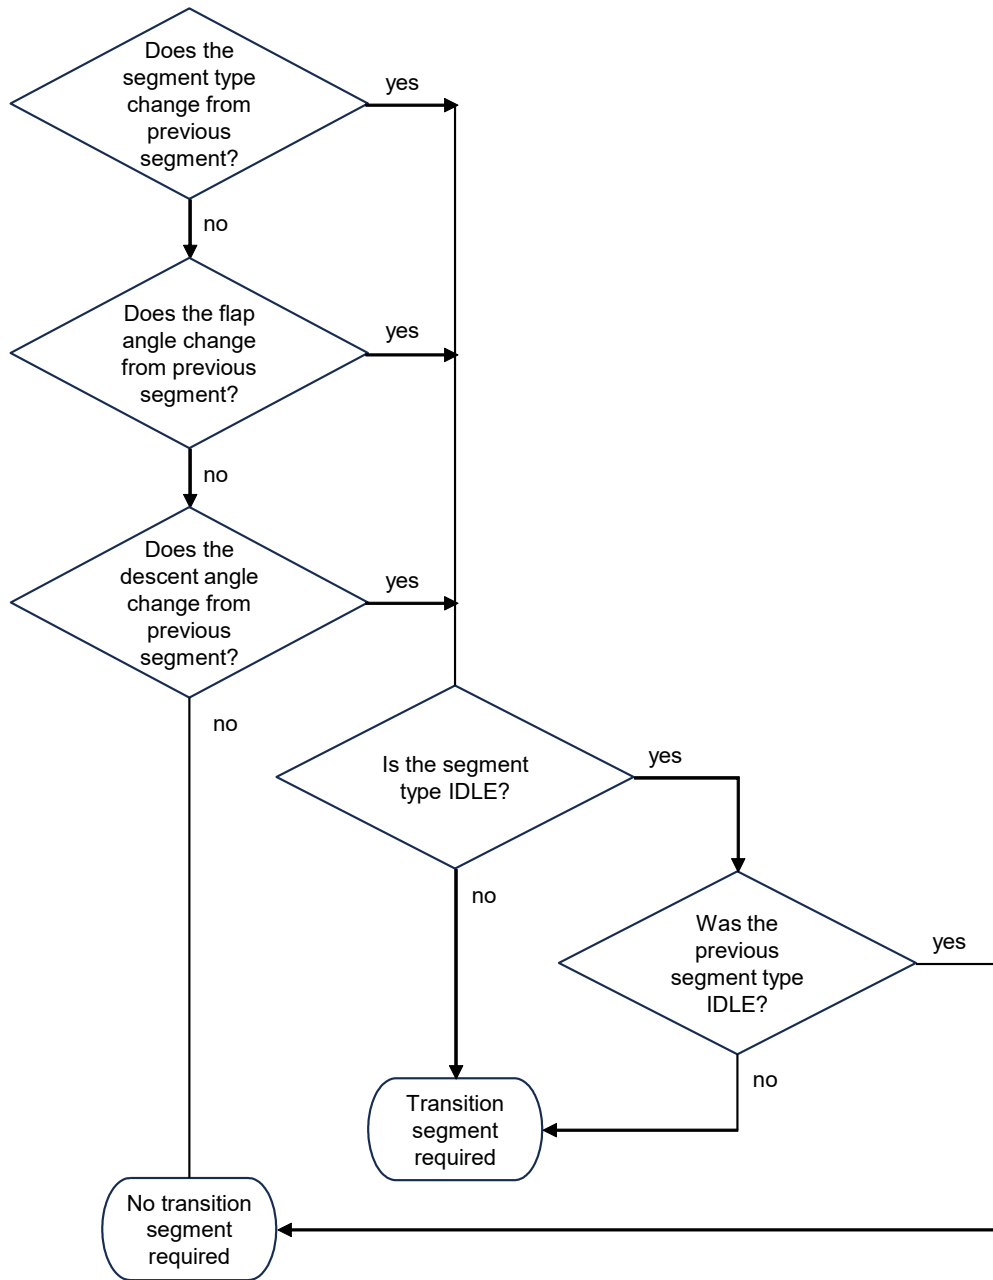 Does the
segment type
change from
previous
segment?
yes
no
Does the flap
angle change
from previous
segment?
yes
no
Does the
descent angle
change from
previous
segment?
yes
no
Is the segment
type IDLE?
yes
no
Was the
previous
segment type
IDLE?
yes
no
Transition
segment
required
No transition
segment
required